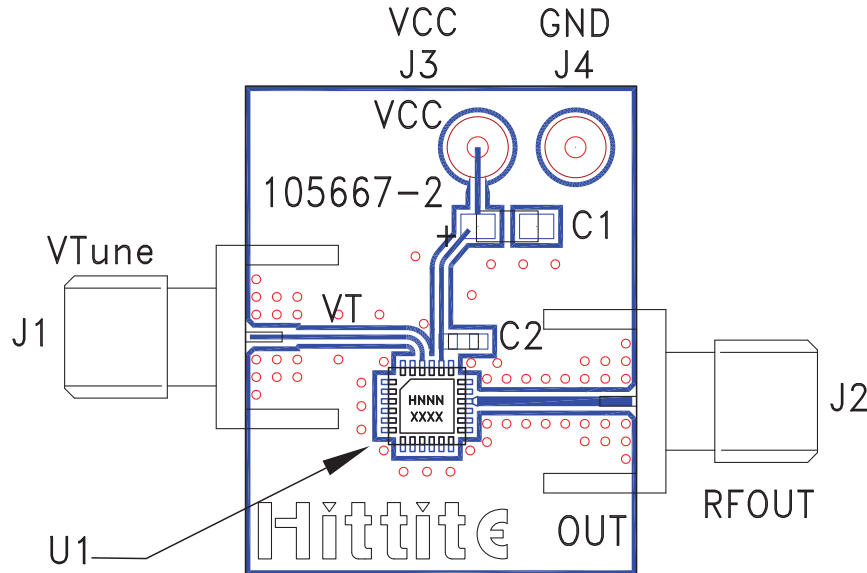 VCC
J3
GND
J4
VCC
105667-2
+
C1
VTune
J1
VT
C2
HNNN
XXXX
J2
RFOUT
OUT
U1
Hittite